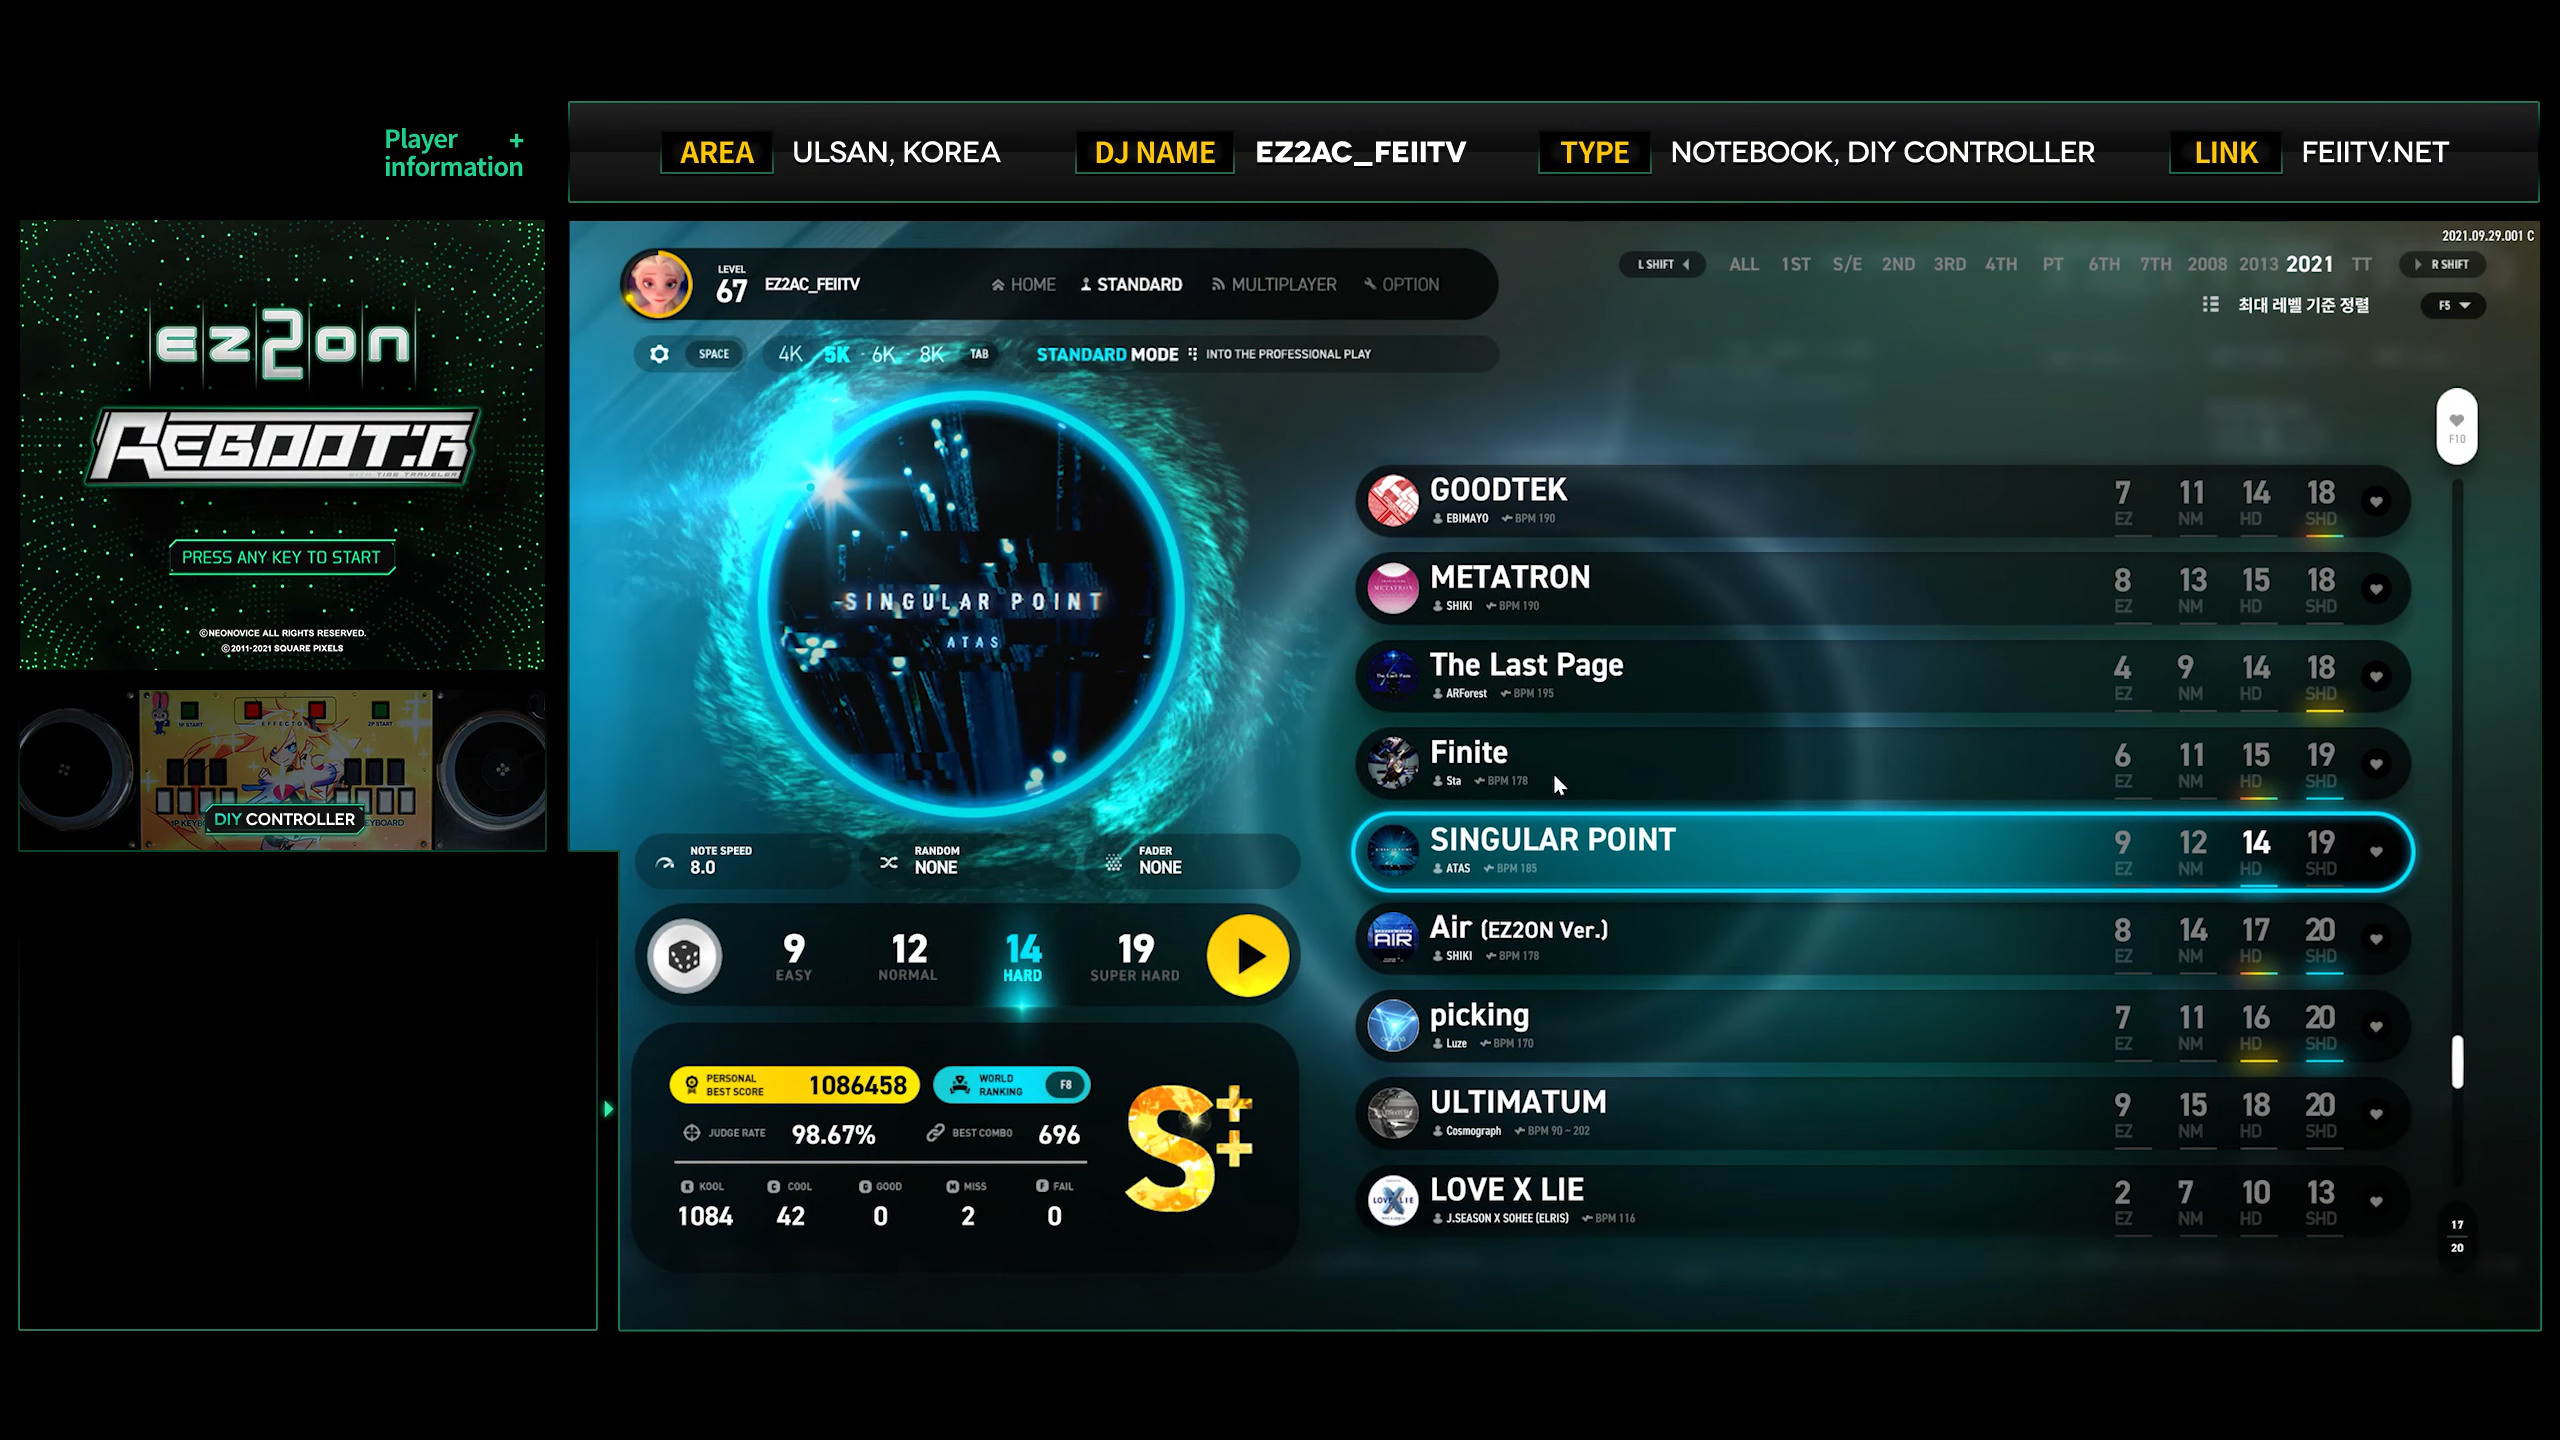 Player +
information
AREA ULSAN, KOREA DJ NAME EZ2AC_FEIITV TYPE NOTEBOOK, DIY CONTROLLER LINK FEIITV.NET
EZ2ON
REBOOT:R
PRESS ANY KEY TO START
©NEONOVICE ALL RIGHTS RESERVED.
©2011-2021 SQUARE PIXELS
1P START EFFECTOR 2P START
DIY CONTROLLER
2021.09.29.001 C
LEVEL
67 EZ2AC_FEIITV HOME STANDARD MULTIPLAYER OPTION
L SHIFT ALL 1ST S/E 2ND 3RD 4TH PT 6TH 7TH 2008 2013 2021 TT R SHIFT
최대 레벨 기준 정렬 F5
SPACE 4K 5K 6K 8K TAB STANDARD MODE INTO THE PROFESSIONAL PLAY
SINGULAR POINT
ATAS
NOTE SPEED
8.0
RANDOM
NONE
FADER
NONE
9 12 14 19
EASY NORMAL HARD SUPER HARD
PERSONAL
BEST SCORE 1086458
WORLD
RANKING F8
JUDGE RATE 98.67% BEST COMBO 696
S++
K KOOL C COOL G GOOD M MISS F FAIL
1084 42 0 2 0
F10
GOODTEK 7 11 14 18
EBIMAYO BPM 190 EZ NM HD SHD
METATRON 8 13 15 18
SHIKI BPM 190 EZ NM HD SHD
The Last Page 4 9 14 18
ARForest BPM 195 EZ NM HD SHD
Finite 6 11 15 19
Sta BPM 178 EZ NM HD SHD
SINGULAR POINT 9 12 14 19
ATAS BPM 185 EZ NM HD SHD
AIR
Air (EZ2ON Ver.) 8 14 17 20
SHIKI BPM 178 EZ NM HD SHD
picking 7 11 16 20
Luze BPM 170 EZ NM HD SHD
ULTIMATUM 9 15 18 20
Cosmograph BPM 90 ~ 202 EZ NM HD SHD
LOVE X LIE 2 7 10 13
J.SEASON X SOHEE (ELRIS) BPM 116 EZ NM HD SHD
17
20